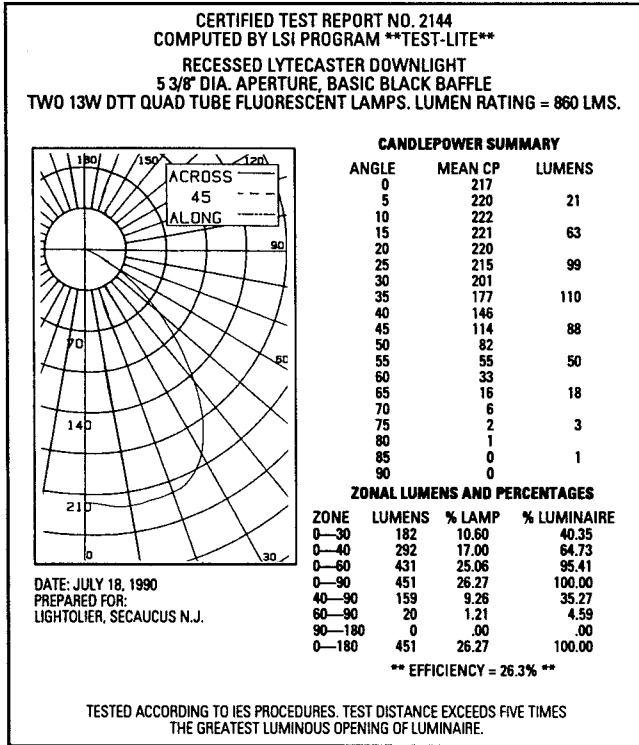 CERTIFIED TEST REPORT NO. 2144
COMPUTED BY LSI PROGRAM **TEST-LITE**
RECESSED LYTECASTER DOWNLIGHT
5 3/8" DIA. APERTURE, BASIC BLACK BAFFLE
TWO 13W DTT QUAD TUBE FLUORESCENT LAMPS. LUMEN RATING = 860 LMS.
180 150 120
ACROSS
45
ALONG
90
70
60
140
210
0 30
DATE: JULY 18, 1990
PREPARED FOR:
LIGHTOLIER, SECAUCUS N.J.
CANDLEPOWER SUMMARY
ANGLE MEAN CP LUMENS
0 217
5 220 21
10 222
15 221 63
20 220
25 215 99
30 201
35 177 110
40 146
45 114 88
50 82
55 55 50
60 33
65 16 18
70 6
75 2 3
80 1
85 0 1
90 0
ZONAL LUMENS AND PERCENTAGES
ZONE LUMENS % LAMP % LUMINAIRE
0—30 182 10.60 40.35
0—40 292 17.00 64.73
0—60 431 25.06 95.41
0—90 451 26.27 100.00
40—90 159 9.26 35.27
60—90 20 1.21 4.59
90—180 0 .00 .00
0—180 451 26.27 100.00
** EFFICIENCY = 26.3% **
TESTED ACCORDING TO IES PROCEDURES. TEST DISTANCE EXCEEDS FIVE TIMES
THE GREATEST LUMINOUS OPENING OF LUMINAIRE.